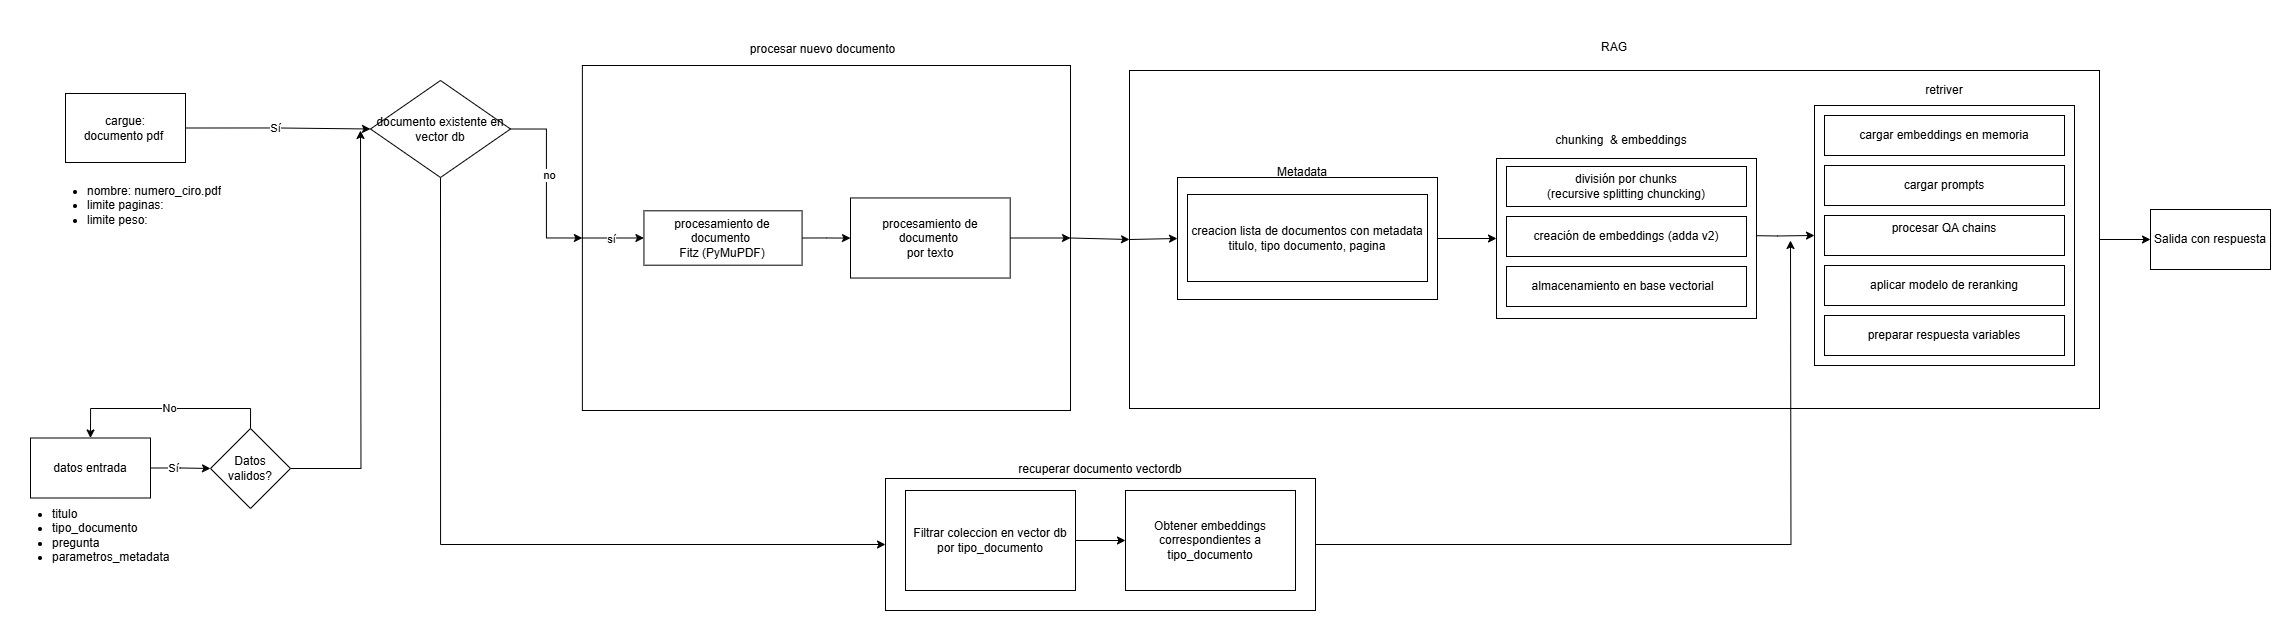 cargue:
documento pdf
nombre: numero_ciro.pdf
limite paginas:
limite peso:
Sí
documento existente en
vector db
no
datos entrada
titulo
tipo_documento
pregunta
parametros_metadata
Sí
No
Datos
validos?
procesar nuevo documento
sí
procesamiento de
documento
Fitz (PyMuPDF)
procesamiento de
documento
por texto
RAG
Metadata
creacion lista de documentos con metadata
titulo, tipo documento, pagina
chunking & embeddings
división por chunks
(recursive splitting chuncking)
creación de embeddings (adda v2)
almacenamiento en base vectorial
retriver
cargar embeddings en memoria
cargar prompts
procesar QA chains
aplicar modelo de reranking
preparar respuesta variables
Salida con respuesta
recuperar documento vectordb
Filtrar coleccion en vector db
por tipo_documento
Obtener embeddings
correspondientes a
tipo_documento